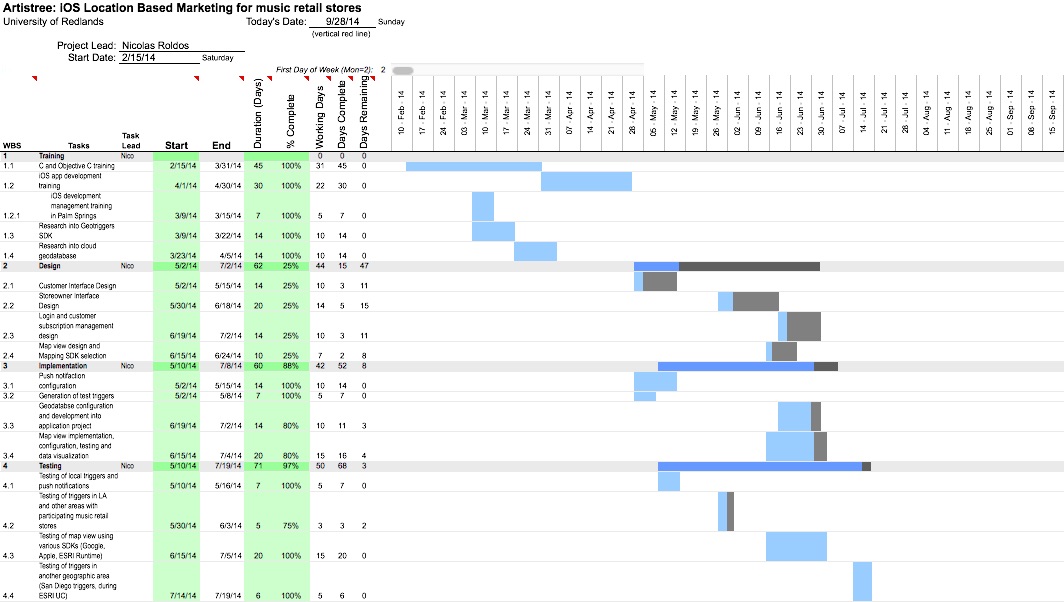 Artistree: iOS Location Based Marketing for music retail stores
University of Redlands Today's Date: 9/28/14 Sunday
(vertical red line)
Project Lead: Nicolas Roldos
Start Date: 2/15/14 Saturday
First Day of Week (Mon=2): 2
WBS Tasks Task Lead Start End Duration (Days) % Complete Working Days Days Complete Days Remaining 10 - Feb - 14 17 - Feb - 14 24 - Feb - 14 03 - Mar - 14 10 - Mar - 14 24 - Mar - 14 31 - Mar - 14 07 - Apr - 14 14 - Apr - 14 21 - Apr - 14 28 - Apr - 14 05 - May - 14 12 - May - 14 19 - May - 14 26 - May - 14 02 - Jun - 14 09 - Jun - 14 16 - Jun - 14 23 - Jun - 14 30 - Jun - 14 07 - Jul - 14 14 - Jul - 14 21 - Jul - 14 28 - Jul - 14 04 - Aug - 14 11 - Aug - 14 18 - Aug - 14 25 - Aug - 14 01 - Sep - 14 08 - Sep - 14 15 - Sep - 14
1 Training Nico 0 0 0
1.1 C and Objective C training 2/15/14 3/31/14 45 100% 31 45 0
iOS app development
1.2 training 4/1/14 4/30/14 30 100% 22 30 0
iOS development
management training
1.2.1 in Palm Springs 3/9/14 3/15/14 7 100% 5 7 0
Research into Geotriggers
1.3 SDK 3/9/14 3/22/14 14 100% 10 14 0
Research into cloud
1.4 geodatabase 3/23/14 4/5/14 14 100% 10 14 0
2 Design Nico 5/2/14 7/2/14 62 25% 44 15 47
2.1 Customer Interface Design 5/2/14 5/15/14 14 25% 10 3 11
Storeowner Interface
2.2 Design 5/30/14 6/18/14 20 25% 14 5 15
Login and customer
subscription management
2.3 design 6/19/14 7/2/14 14 25% 10 3 11
Map view design and
2.4 Mapping SDK selection 6/15/14 6/24/14 10 25% 7 2 8
3 Implementation Nico 5/10/14 7/8/14 60 88% 42 52 8
Push notifaction
3.1 configuration 5/2/14 5/15/14 14 100% 10 14 0
3.2 Generation of test triggers 5/2/14 5/8/14 7 100% 5 7 0
Geodatabse configuration
and development into
3.3 application project 6/19/14 7/2/14 14 80% 10 11 3
Map view implementation,
configuration, testing and
3.4 data visualization 6/15/14 7/4/14 20 80% 15 16 4
4 Testing Nico 5/10/14 7/19/14 71 97% 50 68 3
Testing of local triggers and
4.1 push notifications 5/10/14 5/16/14 7 100% 5 7 0
Testing of triggers in LA
and other areas with
participating music retail
4.2 stores 5/30/14 6/3/14 5 75% 3 3 2
Testing of map view using
various SDKs (Google,
4.3 Apple, ESRI Runtime) 6/15/14 7/5/14 20 100% 15 20 0
Testing of triggers in
another geographic area
(San Diego triggers, during
4.4 ESRI UC) 7/14/14 7/19/14 6 100% 5 6 0